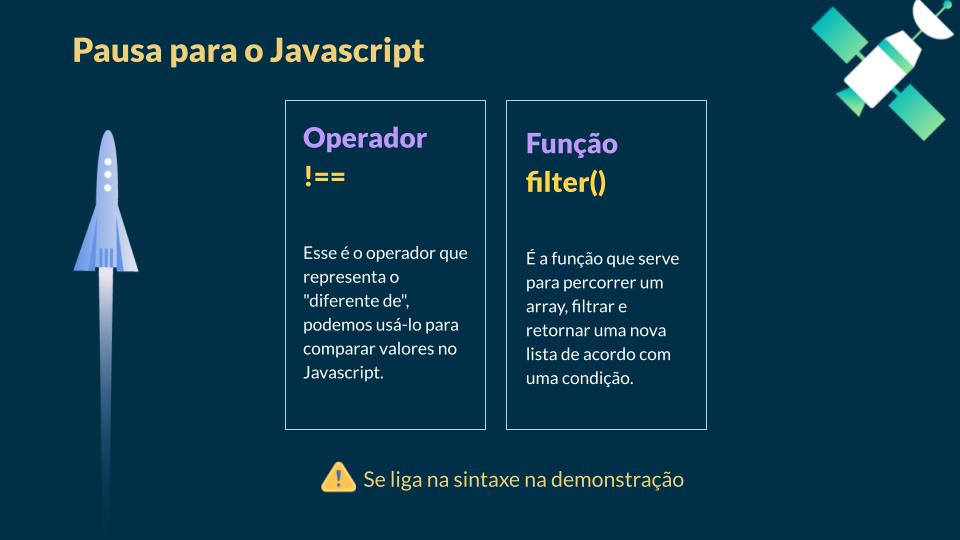 Pausa para o Javascript
Operador
!==
Esse é o operador que
representa o
"diferente de",
podemos usá-lo para
comparar valores no
Javascript.
Função
filter()
É a função que serve
para percorrer um
array, filtrar e
retornar uma nova
lista de acordo com
uma condição.
Se liga na sintaxe na demonstração